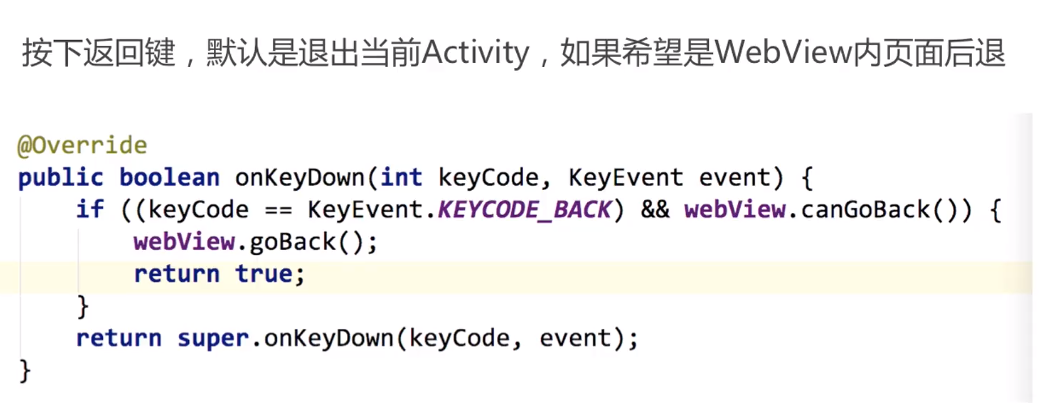 按下返回键，默认是退出当前Activity，如果希望是WebView内页面后退
@Override
public boolean onKeyDown(int keyCode, KeyEvent event) {
    if ((keyCode == KeyEvent.KEYCODE_BACK) && webView.canGoBack()) {
        webView.goBack();
        return true;
    }
    return super.onKeyDown(keyCode, event);
}